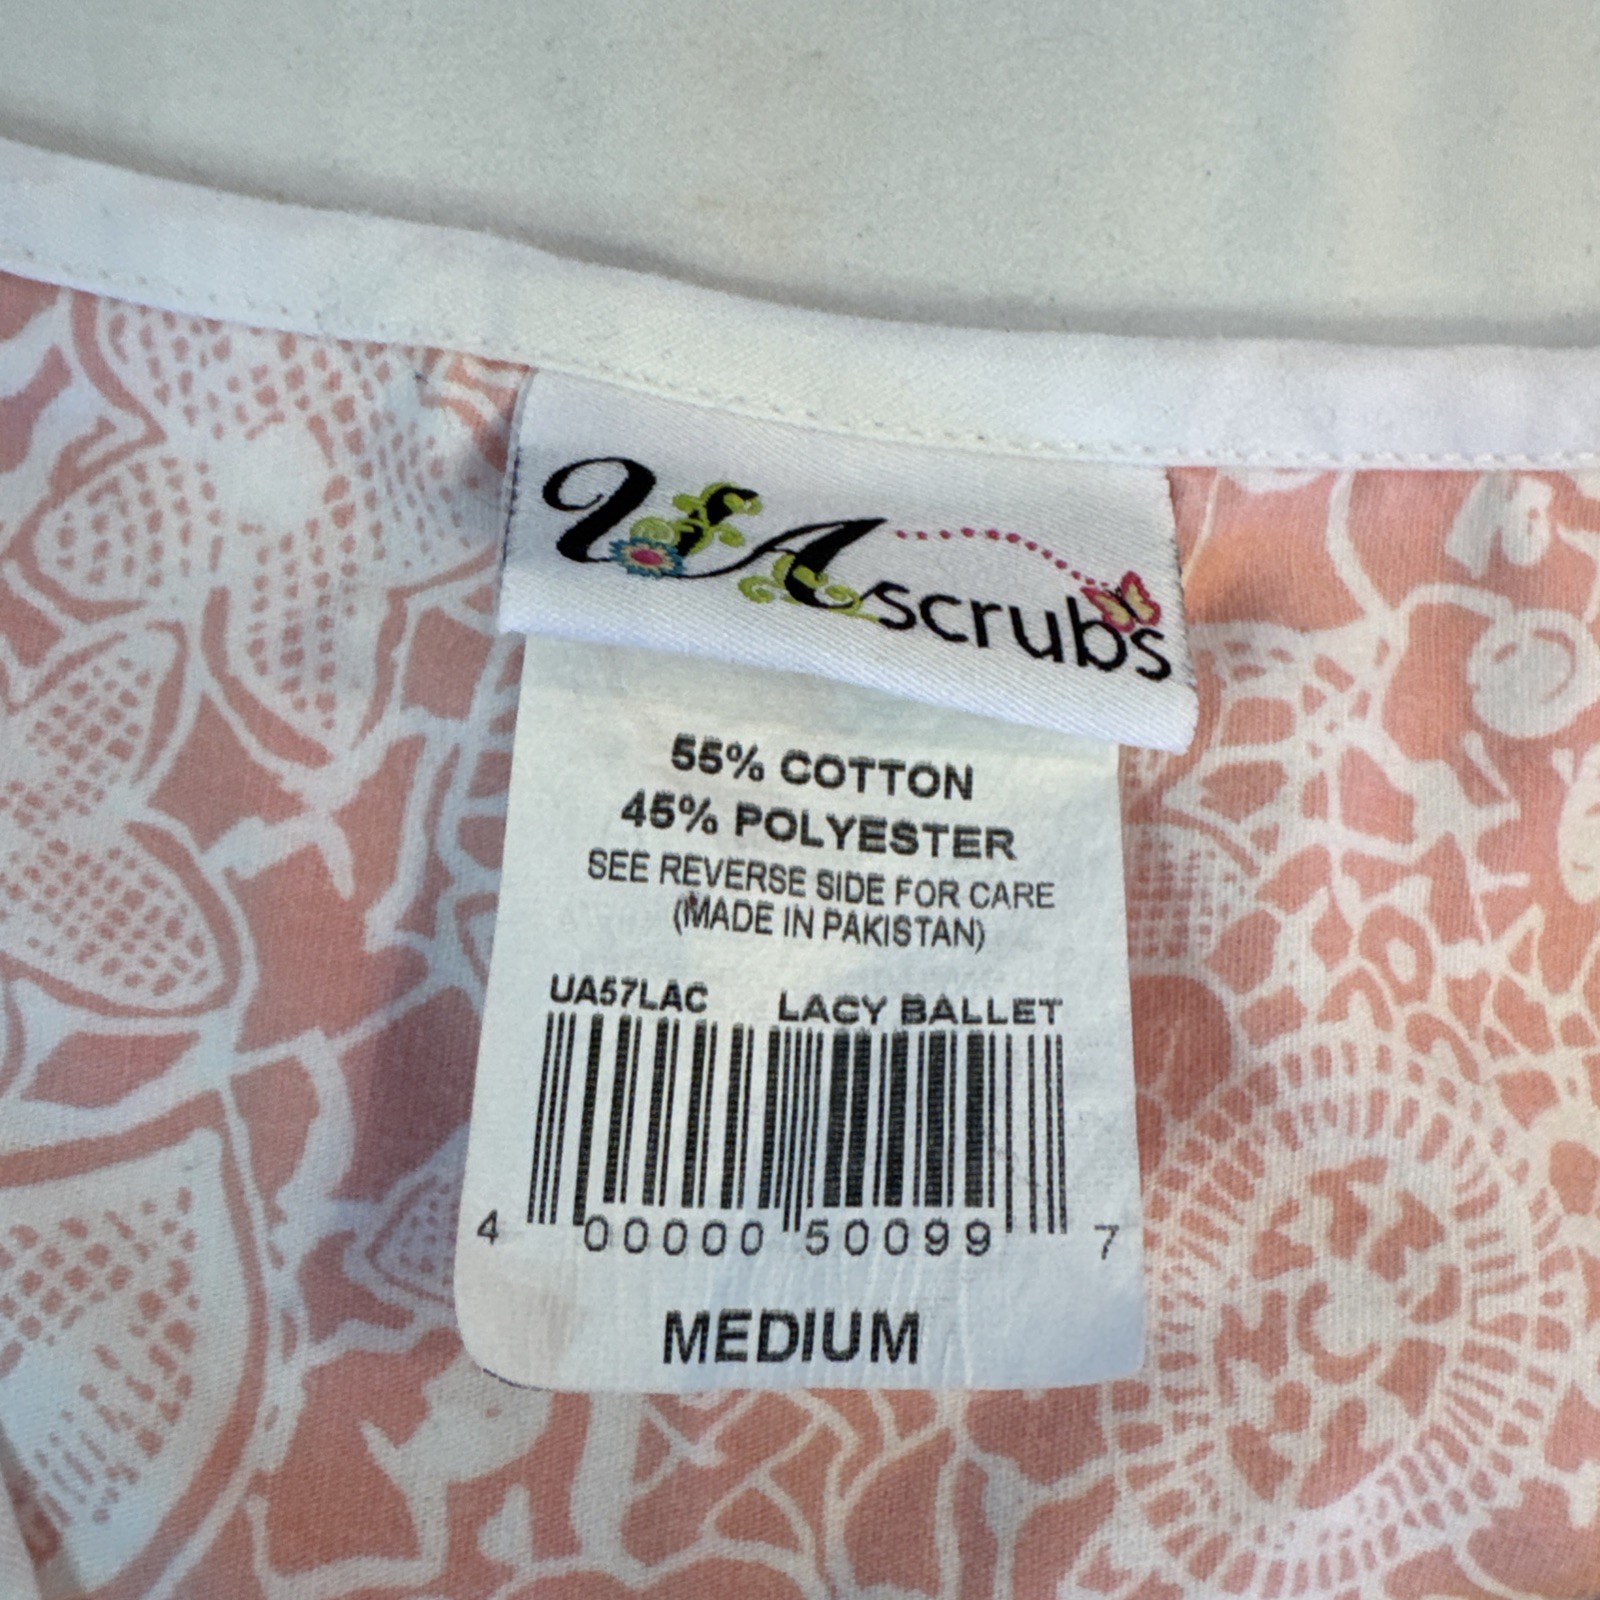 UA scrubs
55% COTTON
45% POLYESTER
SEE REVERSE SIDE FOR CARE
(MADE IN PAKISTAN)
UA57LAC LACY BALLET
4 00000 50099 7
MEDIUM